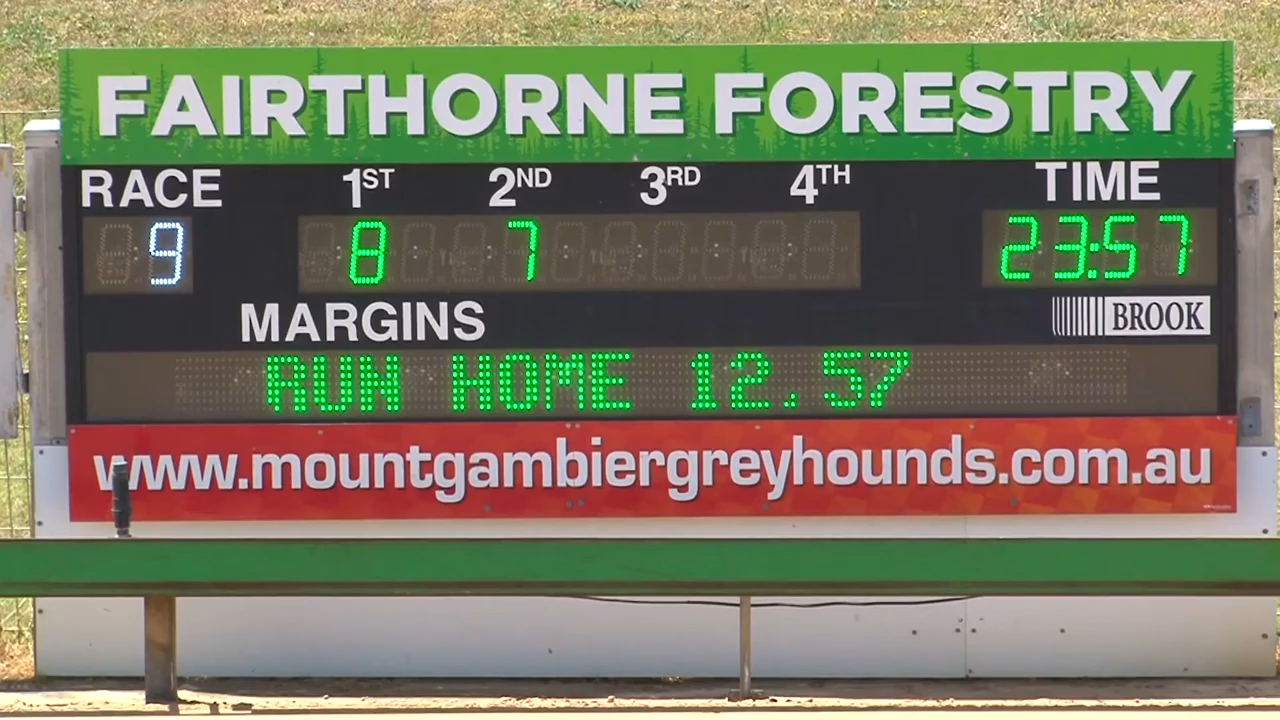 FAIRTHORNE FORESTRY
RACE 1ST 2ND 3RD 4TH TIME
9 8 7 23:57
MARGINS BROOK
RUN HOME 12.57
www.mountgambiergreyhounds.com.au